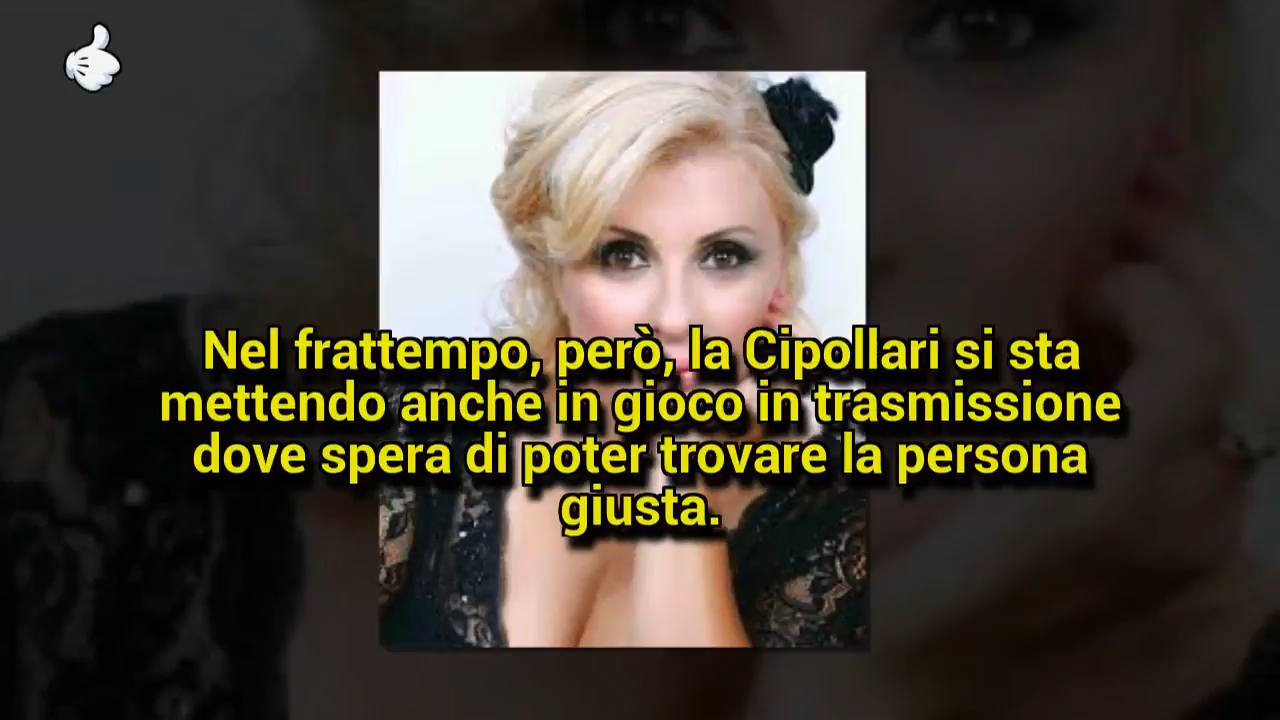 Nel frattempo, però, la Cipollari si sta
mettendo anche in gioco in trasmissione
dove spera di poter trovare la persona
giusta.